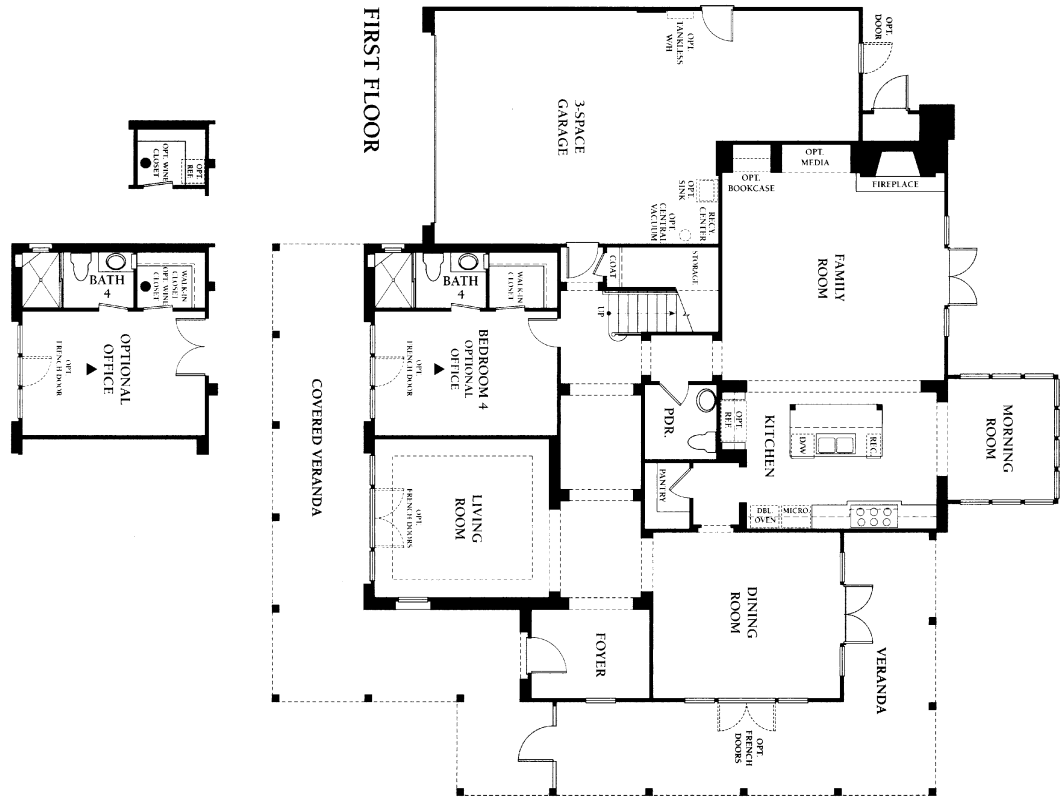 FIRST FLOOR
3-SPACE
GARAGE
OPT.
TANKLESS
W/H
OPT.
DOOR
OPT.
MEDIA
OPT.
BOOKCASE
FIREPLACE
OPT.
SINK
RECY.
CENTER
OPT.
CENTRAL
VACUUM
FAMILY
ROOM
COAT
STORAGE
UP
OPT. WINE
CLOSET
OPT.
REF.
BATH
4
OPT. WINE
CLOSET
WALK-IN
CLOSET
OPTIONAL
OFFICE
OPT.
FRENCH DOOR
BATH
4
WALK-IN
CLOSET
BEDROOM 4
OPTIONAL
OFFICE
OPT.
FRENCH DOOR
COVERED VERANDA
PDR.
OPT.
REF.
KITCHEN
D/W
REC.
MORNING
ROOM
PANTRY
DBL.
OVEN
MICRO.
LIVING
ROOM
OPT.
FRENCH DOORS
DINING
ROOM
FOYER
VERANDA
OPT.
FRENCH
DOORS